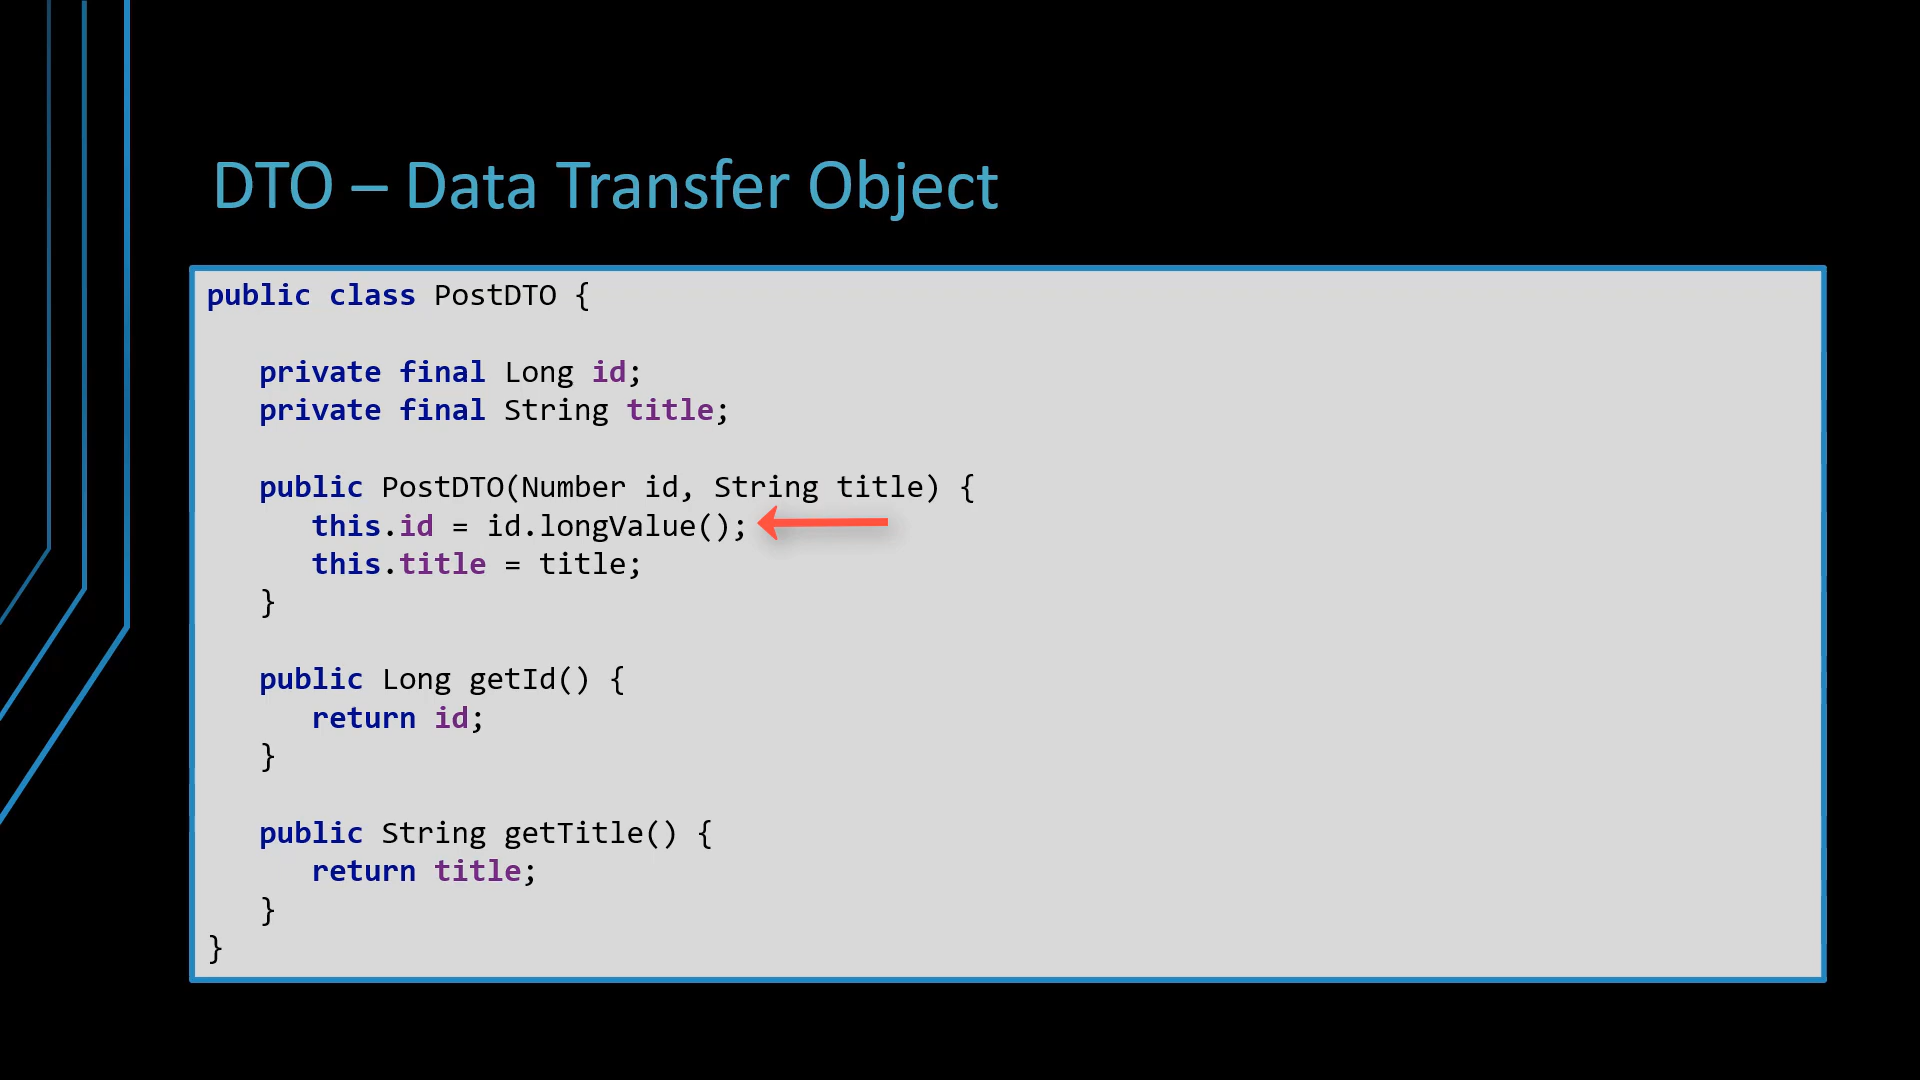 DTO – Data Transfer Object
public class PostDTO {
private final Long id;
private final String title;
public PostDTO(Number id, String title) {
this.id = id.longValue();
this.title = title;
}
public Long getId() {
return id;
}
public String getTitle() {
return title;
}
}